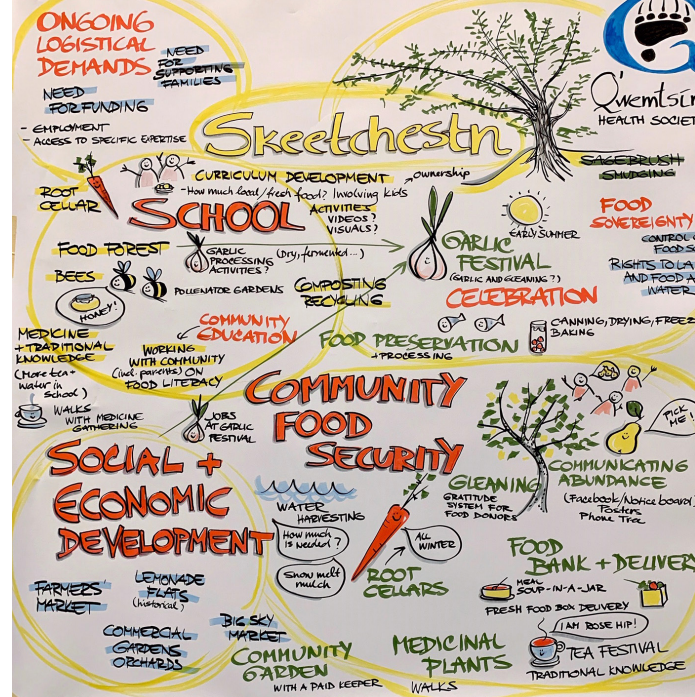 ONGOING
LOGISTICAL
DEMANDS
NEED
FOR
SUPPORTING
FAMILIES
NEED
FOR FUNDING
- EMPLOYMENT
- ACCESS TO SPECIFIC EXPERTISE
Skeetchestn
Q'wemtsín
HEALTH SOCIET
SAGEBRUSH
SMUDGING
ROOT
CELLAR
CURRICULUM DEVELOPMENT
- How much local/fresh food? Involving kids
ownership
SCHOOL
ACTIVITIES
VIDEOS?
VISUALS?
FOOD FOREST
GARLIC
PROCESSING
ACTIVITIES?
(Dry, fermented...)
BEES
HONEY!
POLLENATOR GARDENS
COMPOSTING
RECYCLING
COMMUNITY
EDUCATION
MEDICINE
+ TRADITIONAL
KNOWLEDGE
(More tea +
water in
school)
WALKS
WITH MEDICINE
GATHERING
WORKING
WITH COMMUNITY
(incl. parents) ON
FOOD LITERACY
JOBS
AT GARLIC
FESTIVAL
EARLY SUMMER
GARLIC
FESTIVAL
(GARLIC AND GLEANING?)
CELEBRATION
FOOD
SOVEREIGNTY
CONTROL O
FOOD S
RIGHTS TO LA
AND FOOD A
WATER
FOOD PRESERVATION
+ PROCESSING
CANNING, DRYING, FREEZ
BAKING
COMMUNITY
FOOD
SECURITY
SOCIAL +
ECONOMIC
DEVELOPMENT
FARMERS'
MARKET
LEMONADE
FLATS
(historical)
COMMERCIAL
GARDENS
ORCHARDS
BIG SKY
MARKET
WATER
HARVESTING
How much
is needed?
Snow melt
mulch
ALL
WINTER
ROOT
CELLARS
GLEANING
GRATITUDE
SYSTEM FOR
FOOD DONORS
PICK
ME!
COMMUNICATING
ABUNDANCE
(Facebook/Notice board
Posters
Phone Tree
FOOD
BANK + DELIVERY
MEAL
SOUP-IN-A-JAR
FRESH FOOD BOX DELIVERY
I AM ROSE HIP!
TEA FESTIVAL
TRADITIONAL KNOWLEDGE
COMMUNITY
GARDEN
WITH A PAID KEEPER
MEDICINAL
PLANTS
WALKS